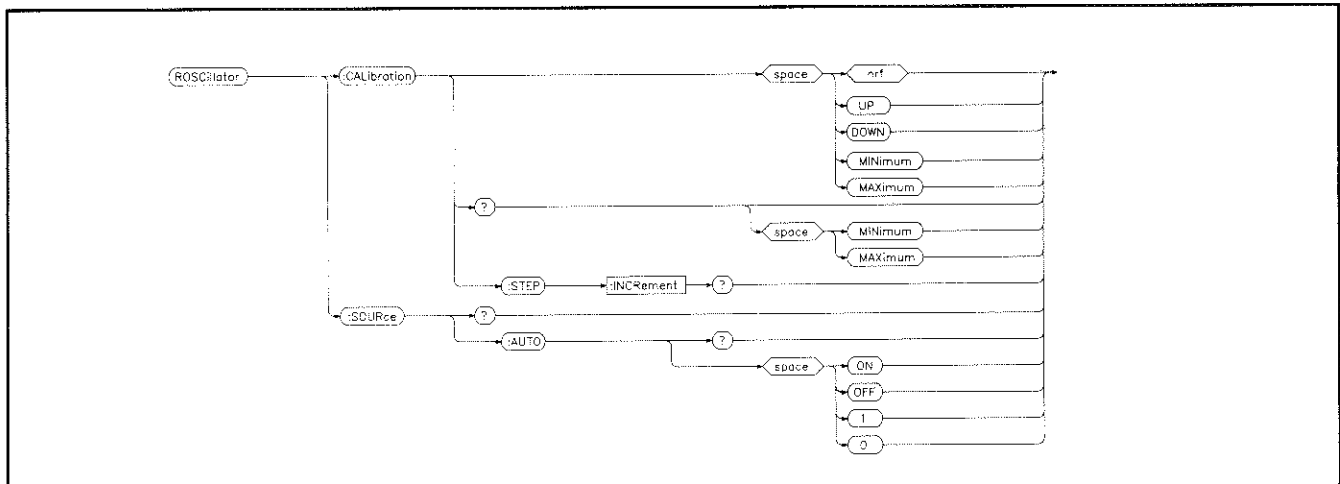 ROSCillator :CALibration space nrf
UP
DOWN
MINimum
MAXimum
?
space MINimum
MAXimum
:STEP :INCRement ?
:SOURce ?
:AUTO ?
space ON
OFF
1
0